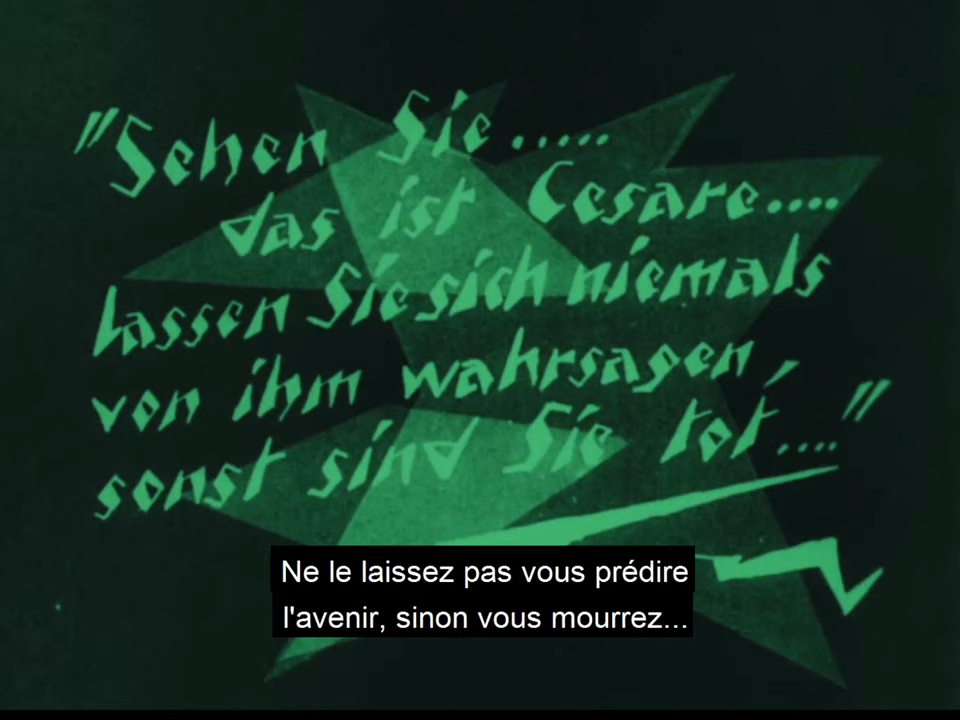 "Sehen Sie.....
das ist Cesare....
lassen Sie sich niemals
von ihm wahrsagen,
sonst sind Sie tot...."
Ne le laissez pas vous prédire
l'avenir, sinon vous mourrez...